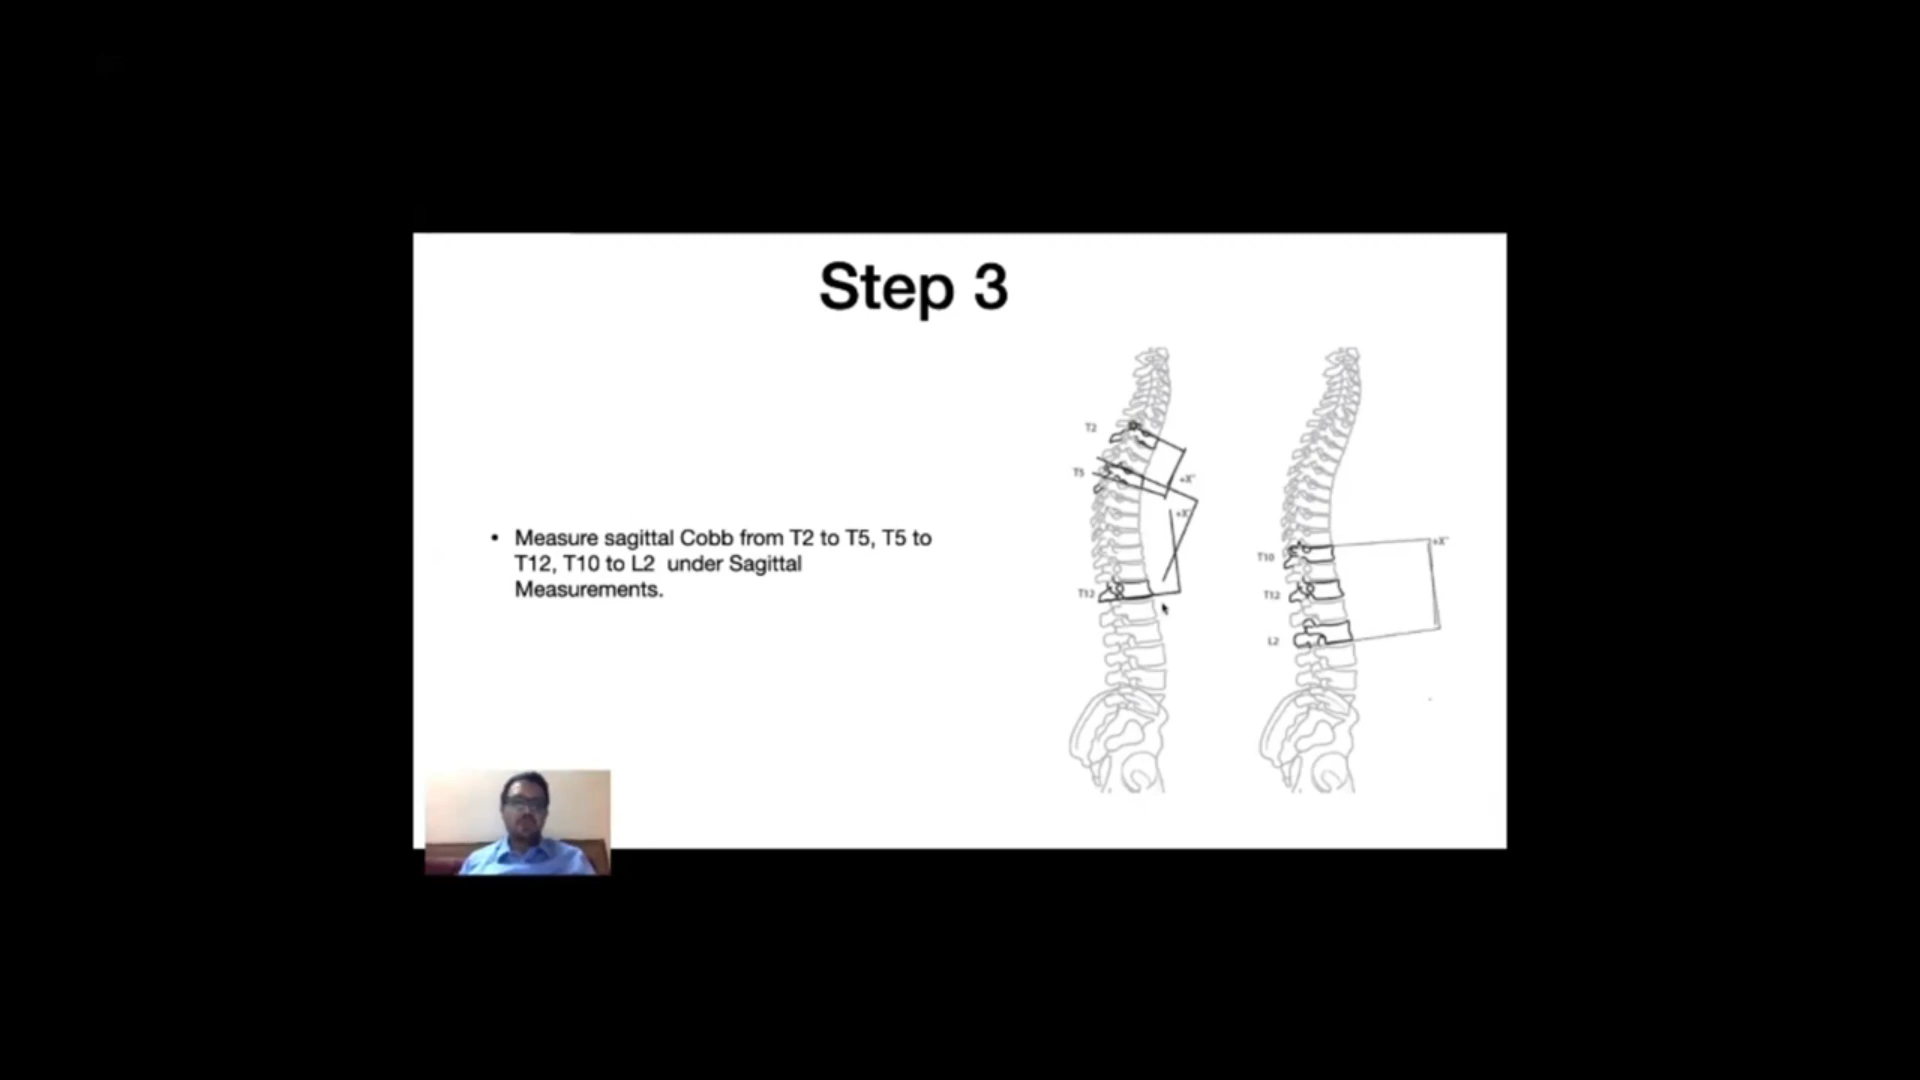 Step 3
• Measure sagittal Cobb from T2 to T5, T5 to
T12, T10 to L2 under Sagittal
Measurements.
T2
T5
+X°
+X°
T12
T10
+X°
T12
L2